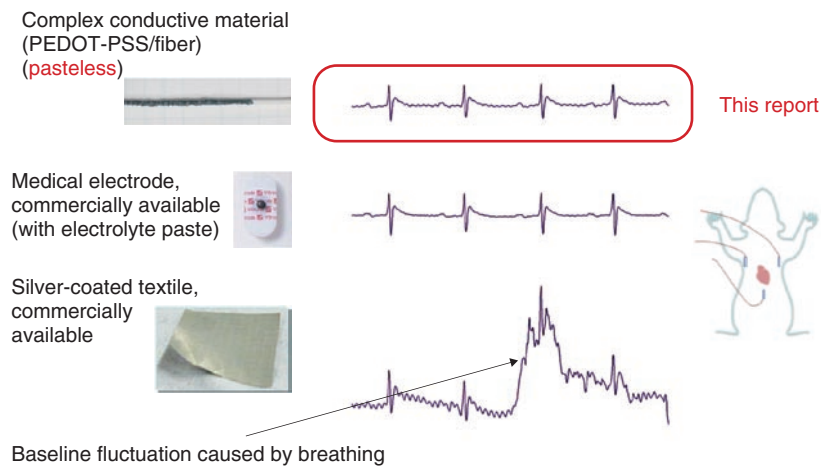 Complex conductive material
(PEDOT-PSS/fiber)
(pasteless)
This report
Medical electrode,
commercially available
(with electrolyte paste)
Silver-coated textile,
commercially
available
Baseline fluctuation caused by breathing